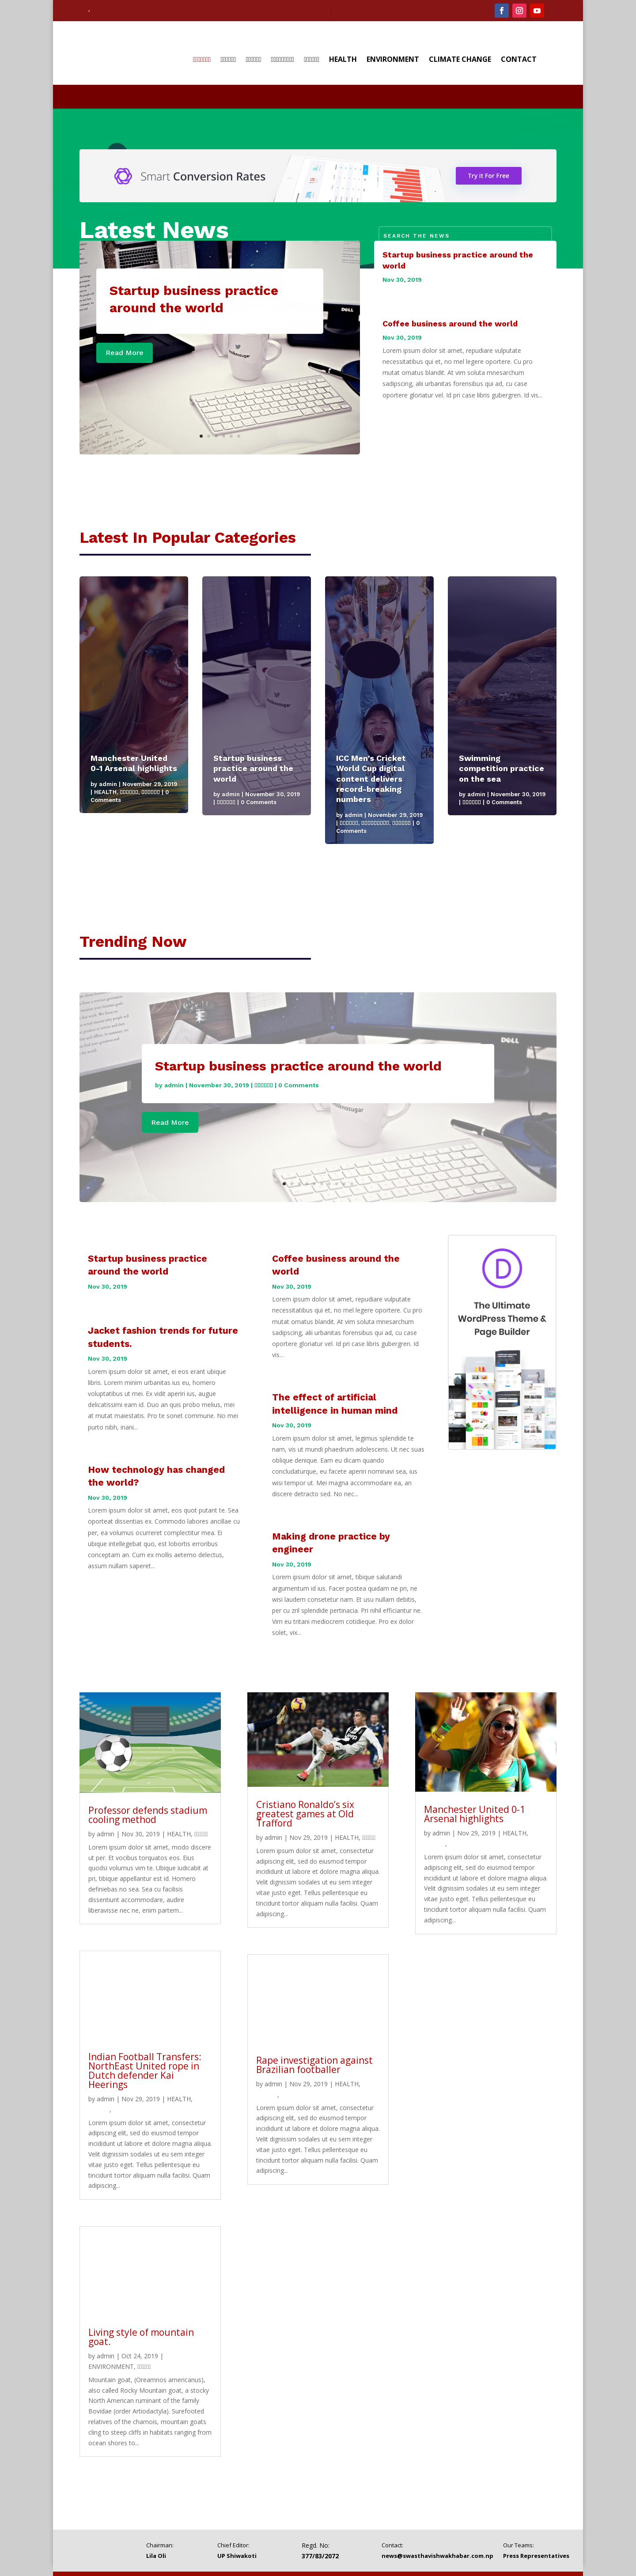 HEALTH ENVIRONMENT CLIMATE CHANGE CONTACT
Smart Conversion Rates
Try It For Free
Latest News
SEARCH THE NEWS
Startup business practice
around the world
Read More
Startup business practice around the
world
Nov 30, 2019
Coffee business around the world
Nov 30, 2019
Lorem ipsum dolor sit amet, repudiare vulputate
necessitatibus qui et, no mel legere oportere. Cu pro
mutat ornatus blandit. At vim soluta mnesarchum
sadipscing, alii urbanitas forensibus qui ad, cu case
oportere gloriatur vel. Id pri case libris gubergren. Id vis...
Latest In Popular Categories
Manchester United
0-1 Arsenal highlights
by admin | November 29, 2019
| HEALTH, | 0
Comments
Startup business
practice around the
world
by admin | November 30, 2019
| | 0 Comments
ICC Men's Cricket
World Cup digital
content delivers
record-breaking
numbers
by admin | November 29, 2019
| | 0
Comments
Swimming
competition practice
on the sea
by admin | November 30, 2019
| | 0 Comments
Trending Now
Startup business practice around the world
by admin | November 30, 2019 | | 0 Comments
Read More
Startup business practice
around the world
Nov 30, 2019
Jacket fashion trends for future
students.
Nov 30, 2019
Lorem ipsum dolor sit amet, ei eos erant ubique
libris. Lorem minim urbanitas ius eu, homero
voluptatibus ut mei. Ex vidit aperiri ius, augue
delicatissimi eam id. Duo an quis probo melius, mei
at mutat maiestatis. Pro te sonet commune. No mei
purto nibh, inani...
How technology has changed
the world?
Nov 30, 2019
Lorem ipsum dolor sit amet, eos quot putant te. Sea
oporteat dissentias ex. Commodo labores ancillae cu
per, ea volumus ocurreret complectitur mea. Ei
ubique intellegebat quo, est lobortis erroribus
conceptam an. Cum ex mollis aeterno delectus,
assum nullam saperet...
Coffee business around the
world
Nov 30, 2019
Lorem ipsum dolor sit amet, repudiare vulputate
necessitatibus qui et, no mel legere oportere. Cu pro
mutat ornatus blandit. At vim soluta mnesarchum
sadipscing, alii urbanitas forensibus qui ad, cu case
oportere gloriatur vel. Id pri case libris gubergren. Id
vis...
The effect of artificial
intelligence in human mind
Nov 30, 2019
Lorem ipsum dolor sit amet, legimus splendide te
nam, vis ut mundi phaedrum adolescens. Ut nec suas
oblique denique. Eam eu dicam quando
concludaturque, eu facete aperiri nominavi sea, ius
wisi tempor ut. Mei magna accommodare ea, an
discere detracto sed. No nec...
Making drone practice by
engineer
Nov 30, 2019
Lorem ipsum dolor sit amet, tibique salutandi
argumentum id ius. Facer postea quidam ne pri, ne
wisi laudem consetetur nam. Et usu nullam debitis,
per cu zril splendide pertinacia. Pri nihil efficiantur ne.
Vim eu tritani mediocrem cotidieque. Pro ex dolor
solet, vix...
The Ultimate
WordPress Theme &
Page Builder
Professor defends stadium
cooling method
by admin | Nov 30, 2019 | HEALTH,
Lorem ipsum dolor sit amet, modo discere
ut per. Et vocibus torquatos eos. Eius
quodsi volumus vim te. Ubique iudicabit at
pri, tibique appellantur est id. Homero
definiebas no sea. Sea cu facilisis
dissentiunt accommodare, audire
liberavisse nec ne, enim partem...
Cristiano Ronaldo's six
greatest games at Old
Trafford
by admin | Nov 29, 2019 | HEALTH,
Lorem ipsum dolor sit amet, consectetur
adipiscing elit, sed do eiusmod tempor
incididunt ut labore et dolore magna aliqua.
Velit dignissim sodales ut eu sem integer
vitae justo eget. Tellus pellentesque eu
tincidunt tortor aliquam nulla facilisi. Quam
adipiscing...
Manchester United 0-1
Arsenal highlights
by admin | Nov 29, 2019 | HEALTH,
Lorem ipsum dolor sit amet, consectetur
adipiscing elit, sed do eiusmod tempor
incididunt ut labore et dolore magna aliqua.
Velit dignissim sodales ut eu sem integer
vitae justo eget. Tellus pellentesque eu
tincidunt tortor aliquam nulla facilisi. Quam
adipiscing...
Indian Football Transfers:
NorthEast United rope in
Dutch defender Kai
Heerings
by admin | Nov 29, 2019 | HEALTH,
Lorem ipsum dolor sit amet, consectetur
adipiscing elit, sed do eiusmod tempor
incididunt ut labore et dolore magna aliqua.
Velit dignissim sodales ut eu sem integer
vitae justo eget. Tellus pellentesque eu
tincidunt tortor aliquam nulla facilisi. Quam
adipiscing...
Rape investigation against
Brazilian footballer
by admin | Nov 29, 2019 | HEALTH,
Lorem ipsum dolor sit amet, consectetur
adipiscing elit, sed do eiusmod tempor
incididunt ut labore et dolore magna aliqua.
Velit dignissim sodales ut eu sem integer
vitae justo eget. Tellus pellentesque eu
tincidunt tortor aliquam nulla facilisi. Quam
adipiscing...
Living style of mountain
goat.
by admin | Oct 24, 2019 |
ENVIRONMENT,
Mountain goat, (Oreamnos americanus),
also called Rocky Mountain goat, a stocky
North American ruminant of the family
Bovidae (order Artiodactyla). Surefooted
relatives of the chamois, mountain goats
cling to steep cliffs in habitats ranging from
ocean shores to...
Chairman: Chief Editor: Regd. No: Contact: Our Teams:
Lila Oli UP Shiwakoti 377/83/2072 news@swasthavishwakhabar.com.np Press Representatives